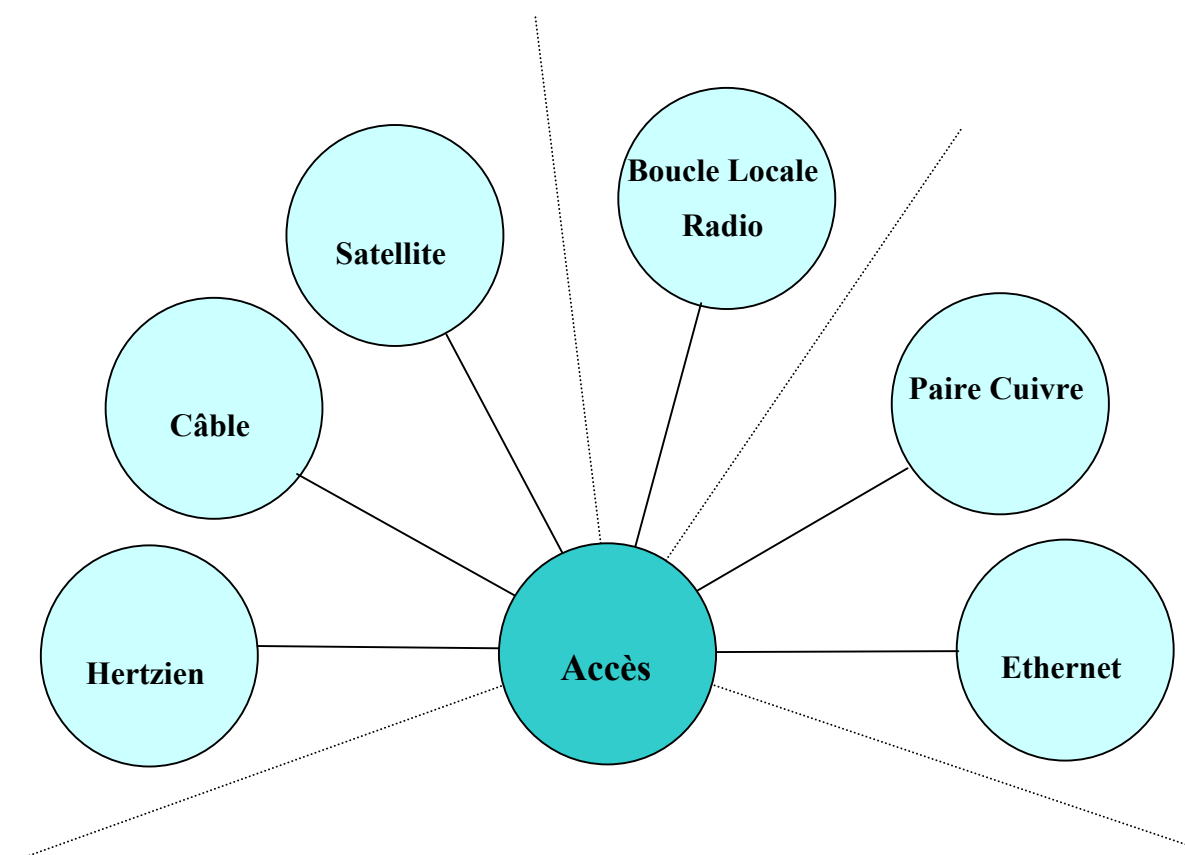 Boucle Locale
Radio
Satellite
Paire Cuivre
Câble
Hertzien
Accès
Ethernet